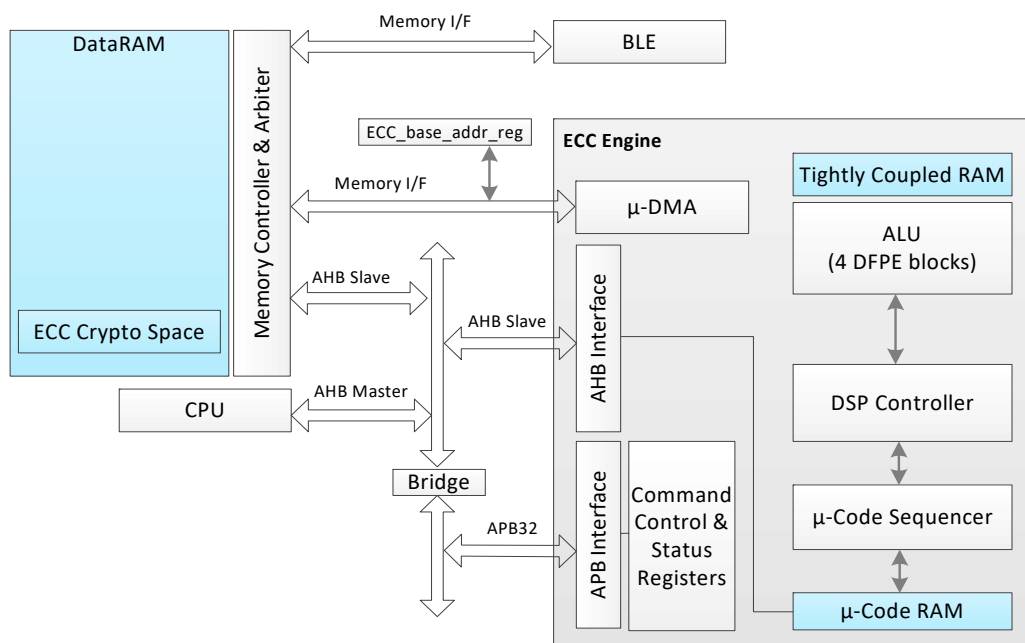 Memory I/F
DataRAM
BLE
Memory Controller & Arbiter
ECC_base_addr_reg
ECC Engine
Tightly Coupled RAM
Memory I/F
μ-DMA
ALU
(4 DFPE blocks)
AHB Slave
AHB Slave
ECC Crypto Space
AHB Interface
AHB Master
CPU
DSP Controller
Bridge
Command
Control &
Status
Registers
APB Interface
APB32
μ-Code Sequencer
μ-Code RAM